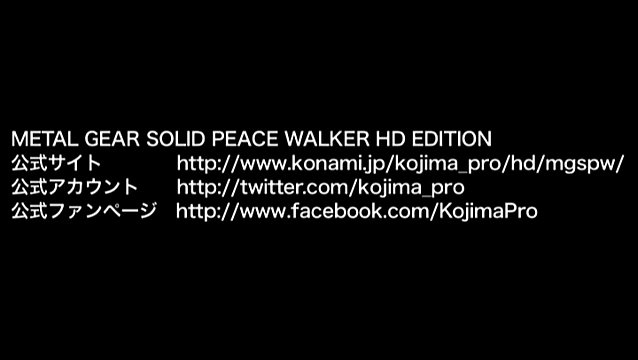 METAL GEAR SOLID PEACE WALKER HD EDITION
公式サイト http://www.konami.jp/kojima_pro/hd/mgspw/
公式アカウント http://twitter.com/kojima_pro
公式ファンページ http://www.facebook.com/KojimaPro